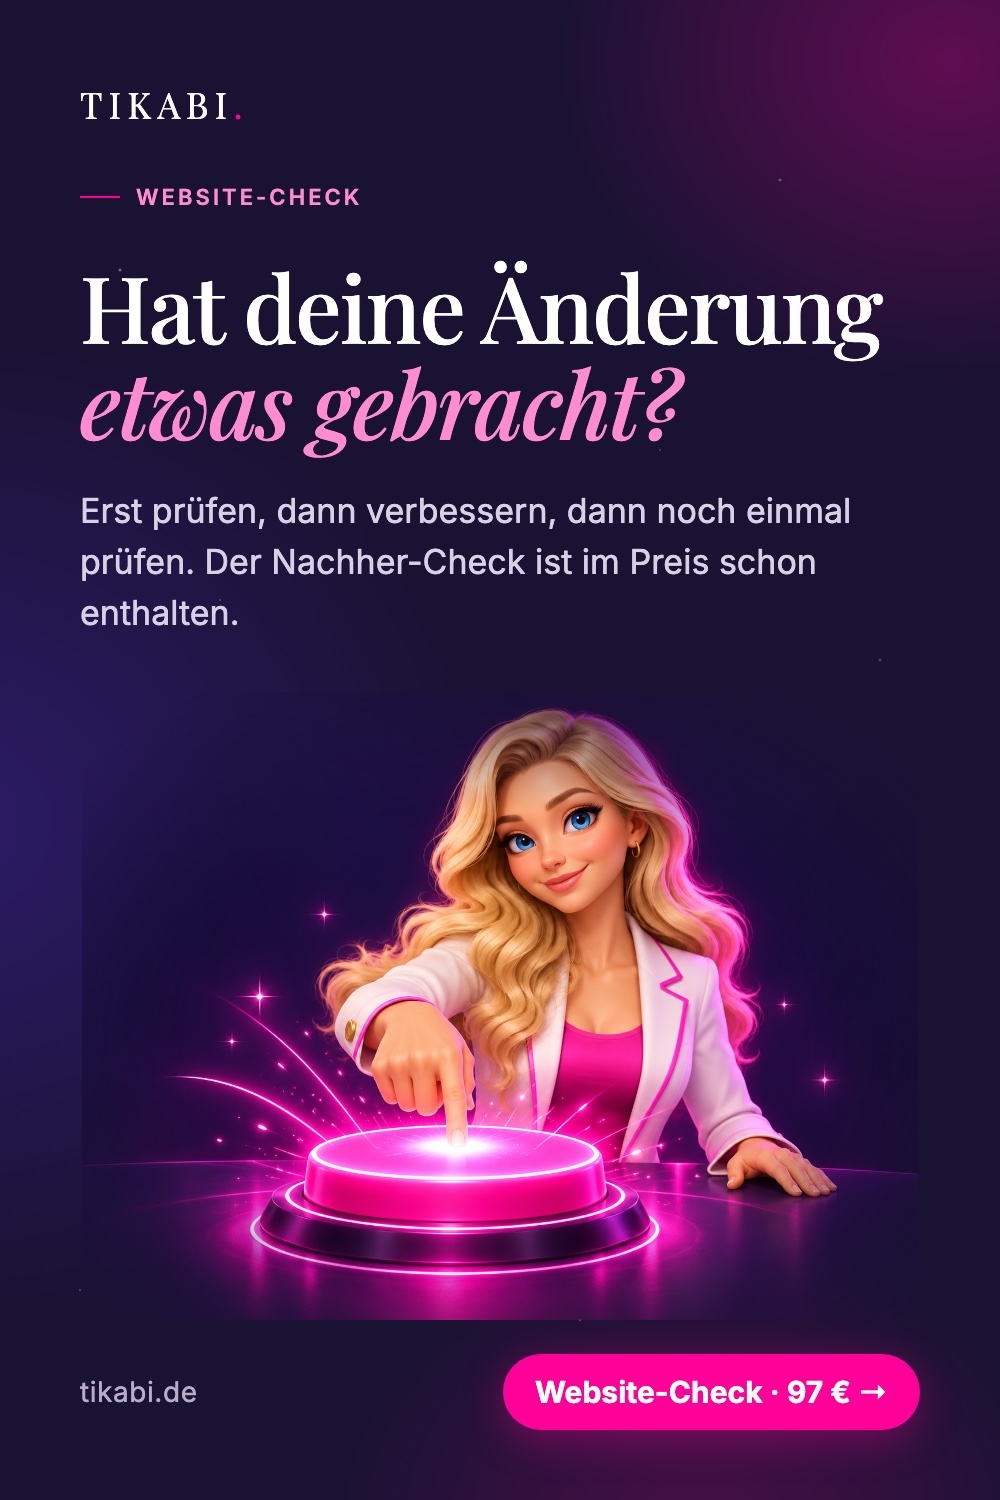 TIKABI.
WEBSITE-CHECK
Hat deine Änderung
etwas gebracht?
Erst prüfen, dann verbessern, dann noch einmal
prüfen. Der Nachher-Check ist im Preis schon
enthalten.
tikabi.de
Website-Check · 97 € →